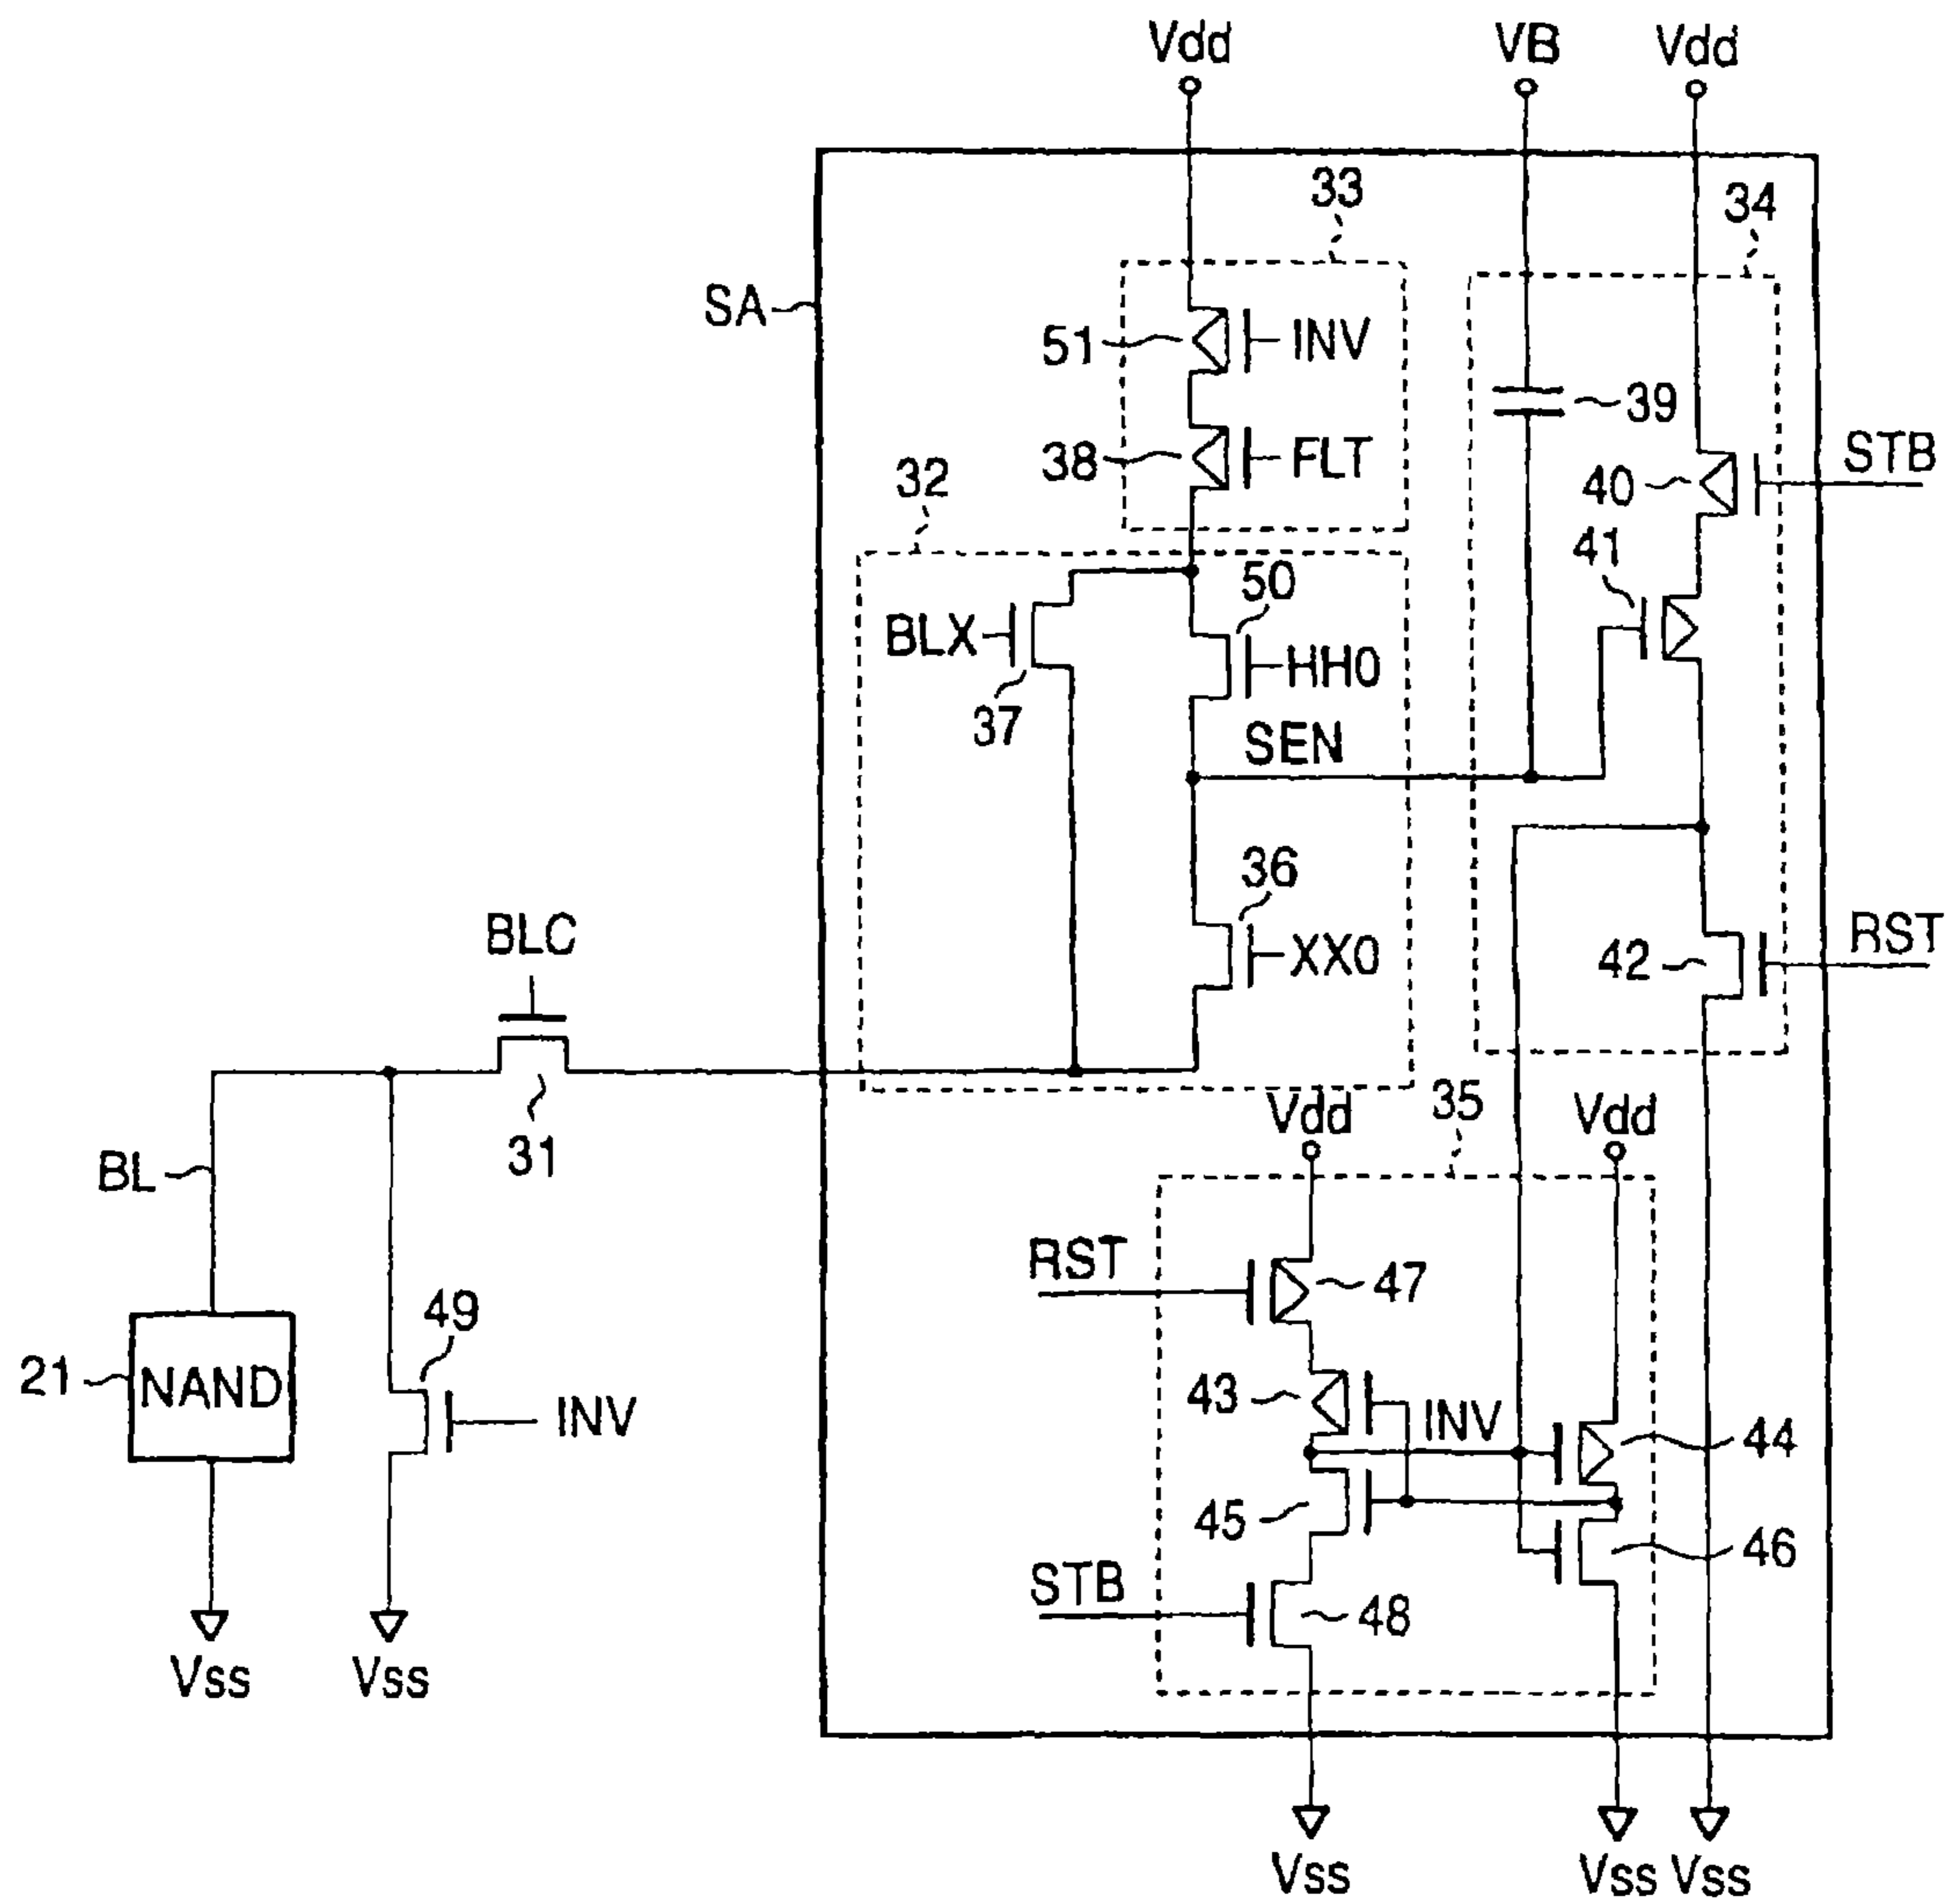 Vdd VB Vdd
33
34
SA
51 INV
39
38 FLT
STB
32
40
41
50
BLX
HH0
37
SEN
36
BLC
XX0
42
RST
31
35
Vdd Vdd
BL
RST
47
49
21 NAND
43
INV
INV
44
45
46
STB
48
Vss Vss
Vss Vss Vss